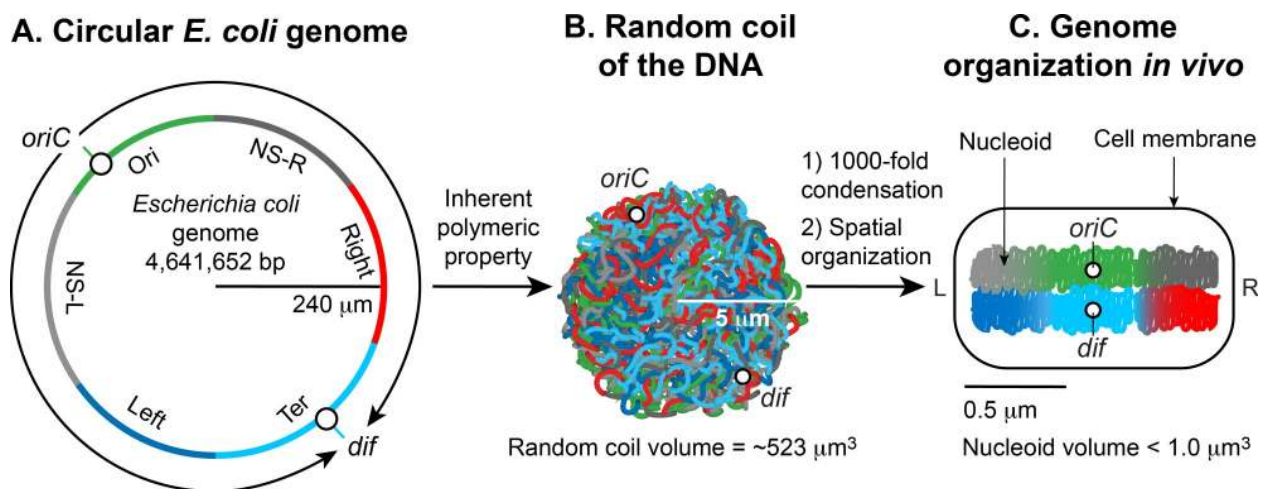 A. Circular E. coli genome
oriC
Ori
NS-R
Escherichia coli
genome
4,641,652 bp
Right
240 μm
NS-L
Left
Ter
dif
Inherent
polymeric
property
B. Random coil
of the DNA
oriC
5 μm
dif
Random coil volume = ~523 μm³
1) 1000-fold
condensation
2) Spatial
organization
C. Genome
organization in vivo
Nucleoid
Cell membrane
oriC
L
R
dif
0.5 μm
Nucleoid volume < 1.0 μm³